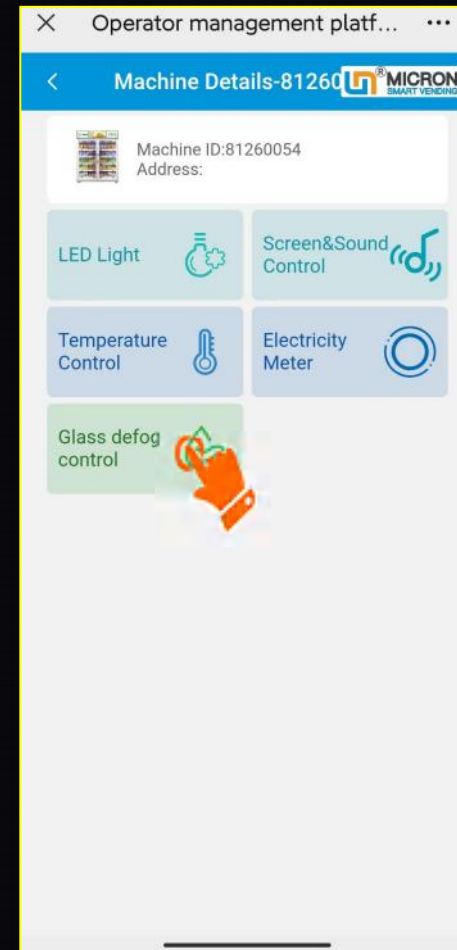 Operator management platf...
Machine Details-81260
MICRON
SMART VENDING
Machine ID:81260054
Address:
LED Light
Screen&Sound
Control
Temperature
Control
Electricity
Meter
Glass defog
control